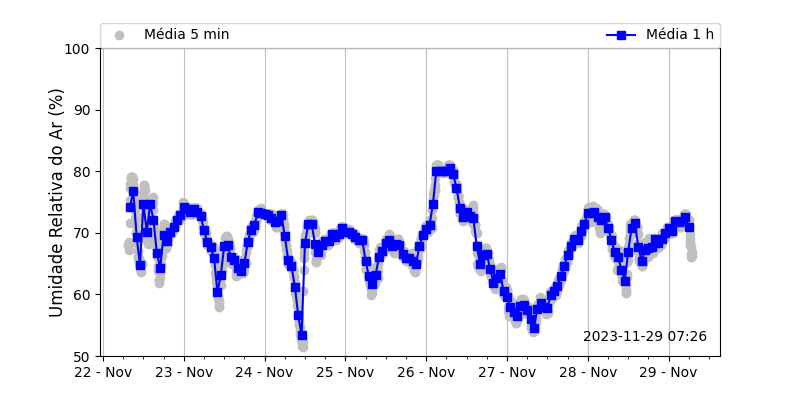 Média 5 min
Média 1 h
Umidade Relativa do Ar (%)
100
90
80
70
60
50
2023-11-29 07:26
22 - Nov
23 - Nov
24 - Nov
25 - Nov
26 - Nov
27 - Nov
28 - Nov
29 - Nov